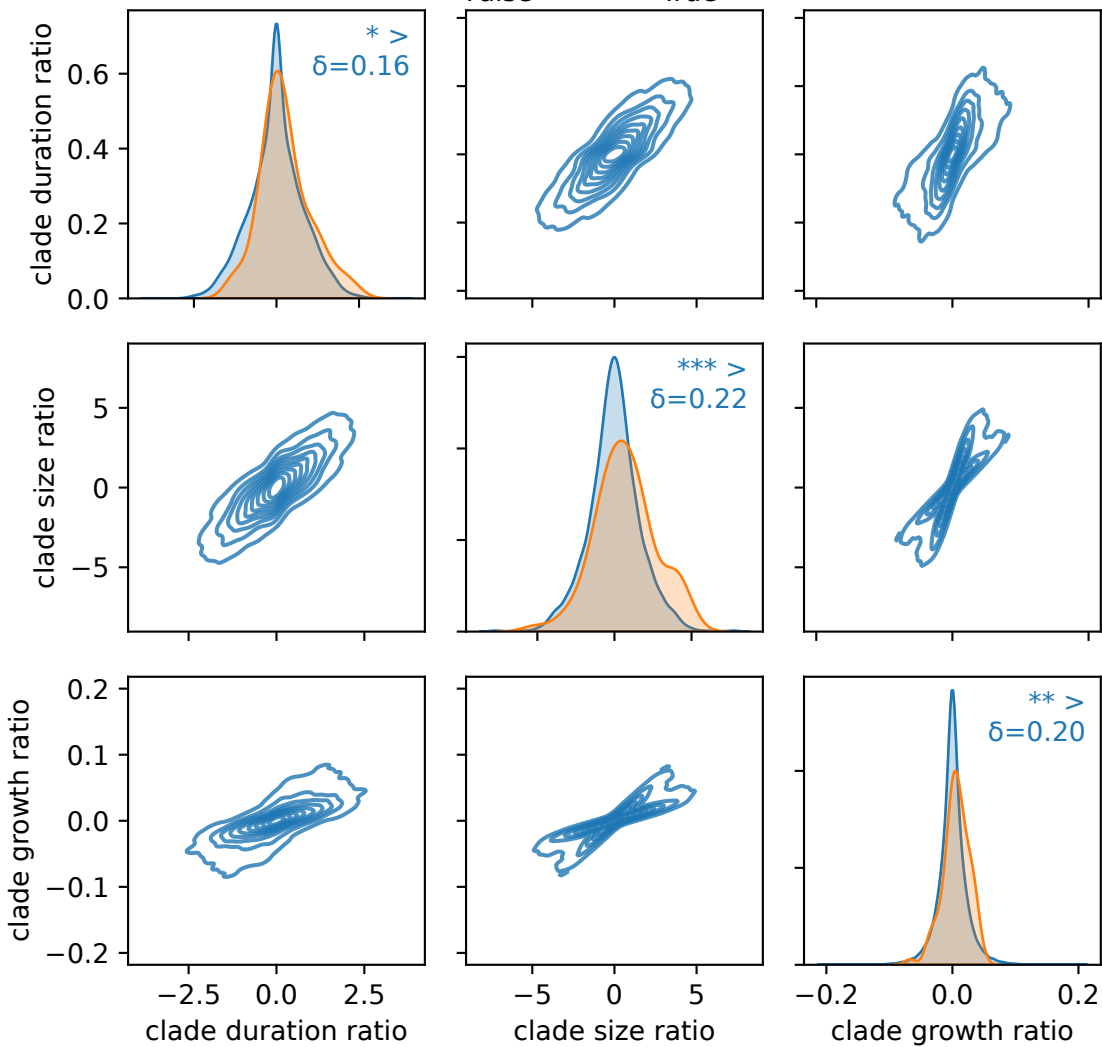 clade duration ratio
0.6
0.4
0.2
0.0
* >
δ=0.16
clade size ratio
5
0
−5
*** >
δ=0.22
clade growth ratio
0.2
0.1
0.0
−0.1
−0.2
** >
δ=0.20
−2.5 0.0 2.5
−5 0 5
−0.2 0.0 0.2
clade duration ratio
clade size ratio
clade growth ratio